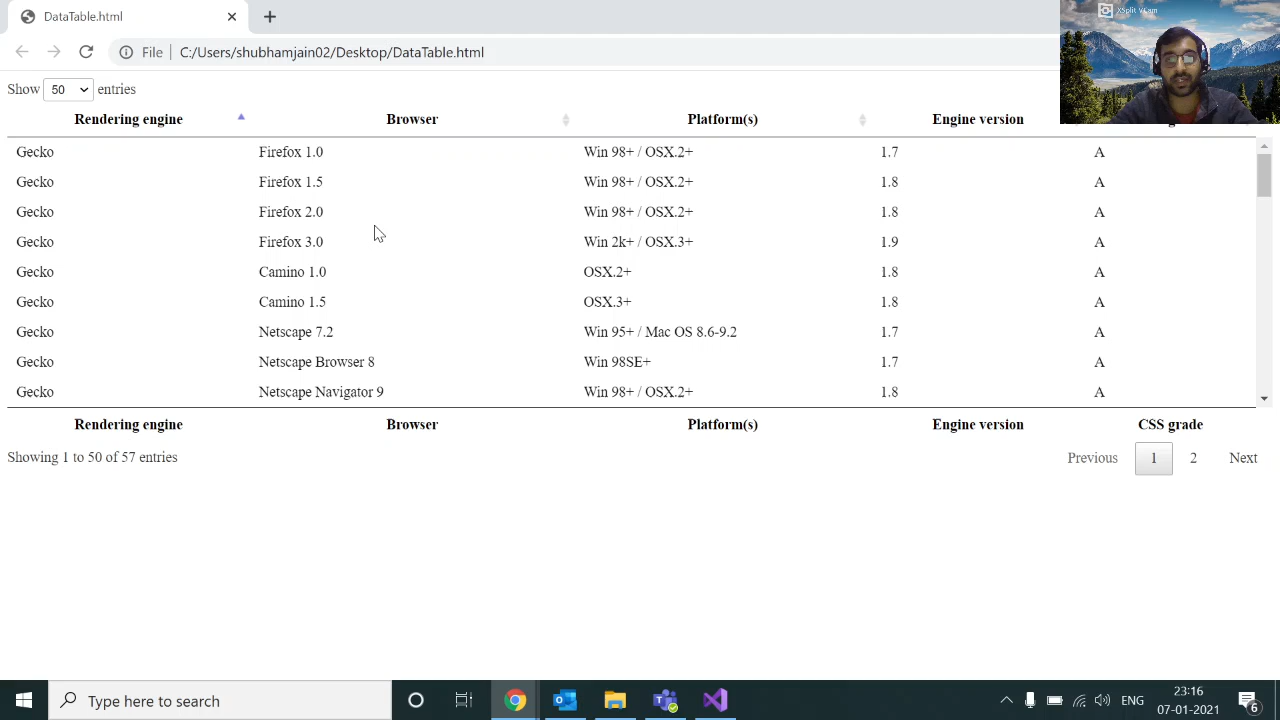 DataTable.html
XSplit VCam
File C:/Users/shubhamjain02/Desktop/DataTable.html
Show 50 entries
Rendering engine Browser Platform(s) Engine version
Gecko Firefox 1.0 Win 98+ / OSX.2+ 1.7 A
Gecko Firefox 1.5 Win 98+ / OSX.2+ 1.8 A
Gecko Firefox 2.0 Win 98+ / OSX.2+ 1.8 A
Gecko Firefox 3.0 Win 2k+ / OSX.3+ 1.9 A
Gecko Camino 1.0 OSX.2+ 1.8 A
Gecko Camino 1.5 OSX.3+ 1.8 A
Gecko Netscape 7.2 Win 95+ / Mac OS 8.6-9.2 1.7 A
Gecko Netscape Browser 8 Win 98SE+ 1.7 A
Gecko Netscape Navigator 9 Win 98+ / OSX.2+ 1.8 A
Rendering engine Browser Platform(s) Engine version CSS grade
Showing 1 to 50 of 57 entries Previous 1 2 Next
Type here to search ENG 23:16
07-01-2021 6